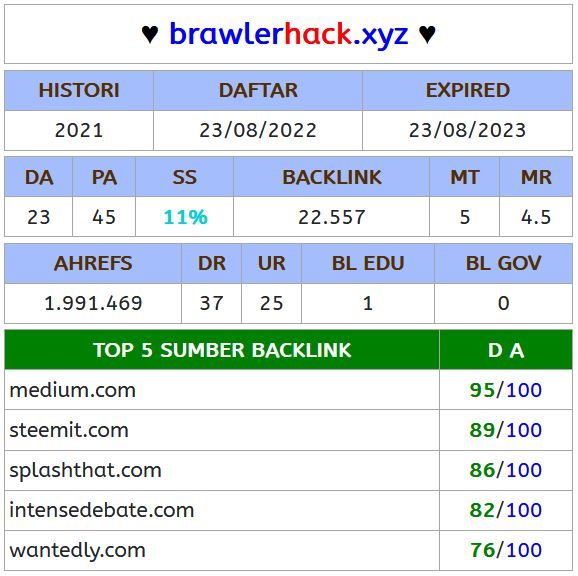 ♥ brawlerhack.xyz ♥
HISTORI DAFTAR EXPIRED
2021 23/08/2022 23/08/2023
DA PA SS BACKLINK MT MR
23 45 11% 22.557 5 4.5
AHREFS DR UR BL EDU BL GOV
1.991.469 37 25 1 0
TOP 5 SUMBER BACKLINK D A
medium.com 95/100
steemit.com 89/100
splashthat.com 86/100
intensedebate.com 82/100
wantedly.com 76/100